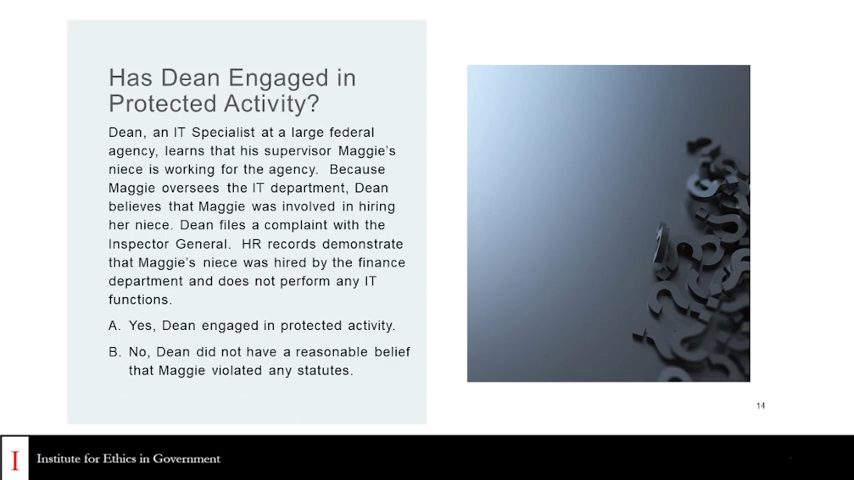 Has Dean Engaged in
Protected Activity?
Dean, an IT Specialist at a large federal
agency, learns that his supervisor Maggie's
niece is working for the agency.  Because
Maggie oversees the IT department, Dean
believes that Maggie was involved in hiring
her niece. Dean files a complaint with the
Inspector General.  HR records demonstrate
that Maggie's niece was hired by the finance
department and does not perform any IT
functions.
A. Yes, Dean engaged in protected activity.
B. No, Dean did not have a reasonable belief
that Maggie violated any statutes.
14
I Institute for Ethics in Government